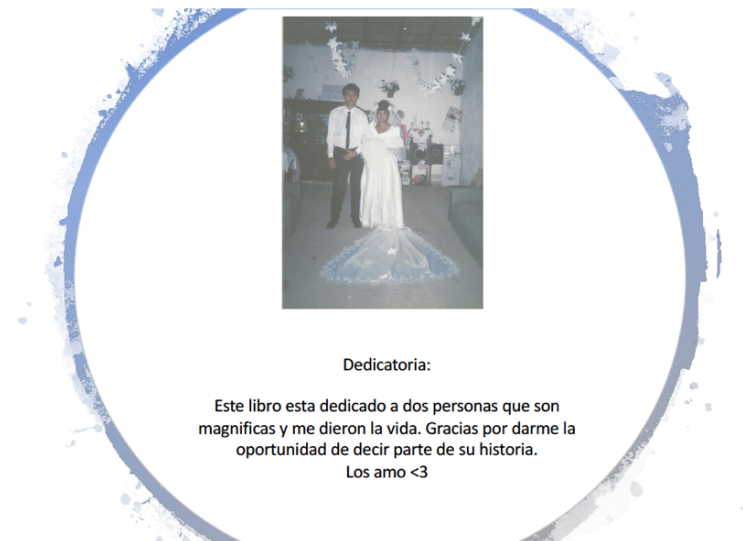 Dedicatoria:
Este libro esta dedicado a dos personas que son
magnificas y me dieron la vida. Gracias por darme la
oportunidad de decir parte de su historia.
Los amo <3